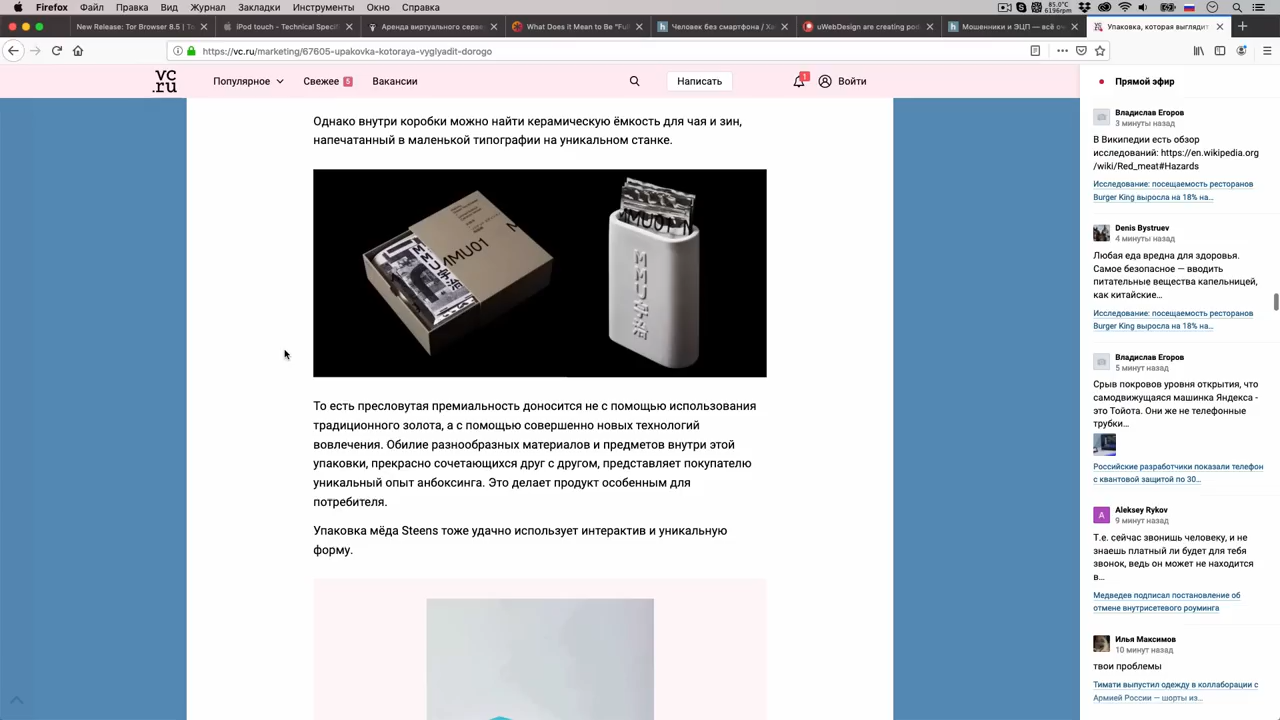 Firefox Файл Правка Вид Журнал Закладки Инструменты Окно Справка
New Release: Tor Browser 8.5
iPod touch - Technical Specifi
Аренда виртуального серве
What Does it Mean to Be "Full
Человек без смартфона / Хе
uWebDesign are creating pod
Мошенники и ЭЦП — всё оч
Упаковка, которая выглядит
https://vc.ru/marketing/67605-upakovka-kotoraya-vyglyadit-dorogo
vc.ru
Популярное
Свежее 5
Вакансии
Написать
1
Войти
Однако внутри коробки можно найти керамическую ёмкость для чая и зин,
напечатанный в маленькой типографии на уникальном станке.
MU01
То есть пресловутая премиальность доносится не с помощью использования
традиционного золота, а с помощью совершенно новых технологий
вовлечения. Обилие разнообразных материалов и предметов внутри этой
упаковки, прекрасно сочетающихся друг с другом, представляет покупателю
уникальный опыт анбоксинга. Это делает продукт особенным для
потребителя.
Упаковка мёда Steens тоже удачно использует интерактив и уникальную
форму.
Прямой эфир
Владислав Егоров
3 минуты назад
В Википедии есть обзор
исследований: https://en.wikipedia.org
/wiki/Red_meat#Hazards
Исследование: посещаемость ресторанов
Burger King выросла на 18% на…
Denis Bystruev
4 минуты назад
Любая еда вредна для здоровья.
Самое безопасное — вводить
питательные вещества капельницей,
как китайские…
Исследование: посещаемость ресторанов
Burger King выросла на 18% на…
Владислав Егоров
5 минут назад
Срыв покровов уровня открытия, что
самодвижущаяся машинка Яндекса -
это Тойота. Они же не телефонные
трубки…
Российские разработчики показали телефон
с квантовой защитой по 30…
A
Aleksey Rykov
9 минут назад
Т.е. сейчас звонишь человеку, и не
знаешь платный ли будет для тебя
звонок, ведь он может не находится
в…
Медведев подписал постановление об
отмене внутрисетевого роуминга
Илья Максимов
10 минут назад
твои проблемы
Тимати выпустил одежду в коллаборации с
Армией России — шорты из…